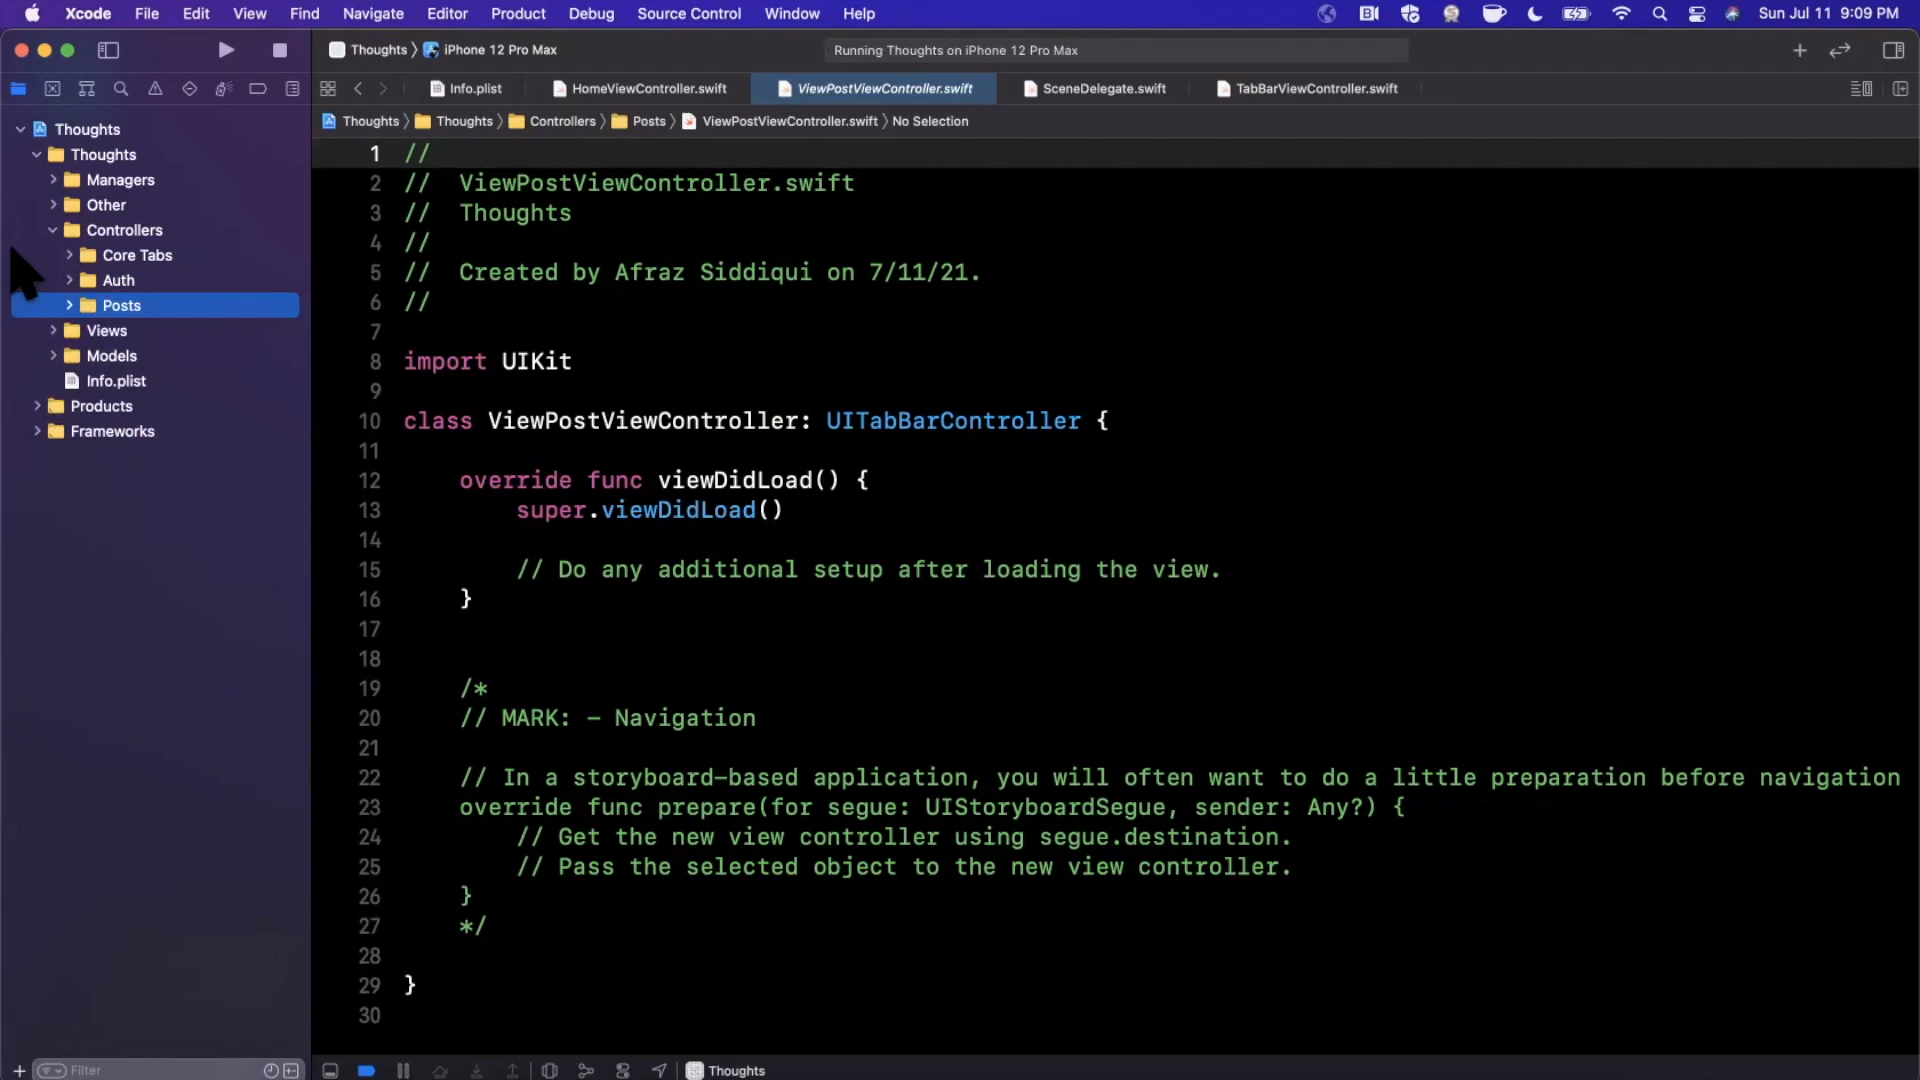 Xcode File Edit View Find Navigate Editor Product Debug Source Control Window Help Sun Jul 11 9:09 PM
Thoughts iPhone 12 Pro Max Running Thoughts on iPhone 12 Pro Max
Info.plist HomeViewController.swift ViewPostViewController.swift SceneDelegate.swift TabBarViewController.swift
Thoughts Thoughts Controllers Posts ViewPostViewController.swift No Selection
Thoughts
Thoughts
Managers
Other
Controllers
Core Tabs
Auth
Posts
Views
Models
Info.plist
Products
Frameworks
Filter
1 //
2 //  ViewPostViewController.swift
3 //  Thoughts
4 //
5 //  Created by Afraz Siddiqui on 7/11/21.
6 //
7
8 import UIKit
9
10 class ViewPostViewController: UITabBarController {
11
12     override func viewDidLoad() {
13         super.viewDidLoad()
14
15         // Do any additional setup after loading the view.
16     }
17
18
19     /*
20     // MARK: - Navigation
21
22     // In a storyboard-based application, you will often want to do a little preparation before navigation
23     override func prepare(for segue: UIStoryboardSegue, sender: Any?) {
24         // Get the new view controller using segue.destination.
25         // Pass the selected object to the new view controller.
26     }
27     */
28
29 }
30
Thoughts